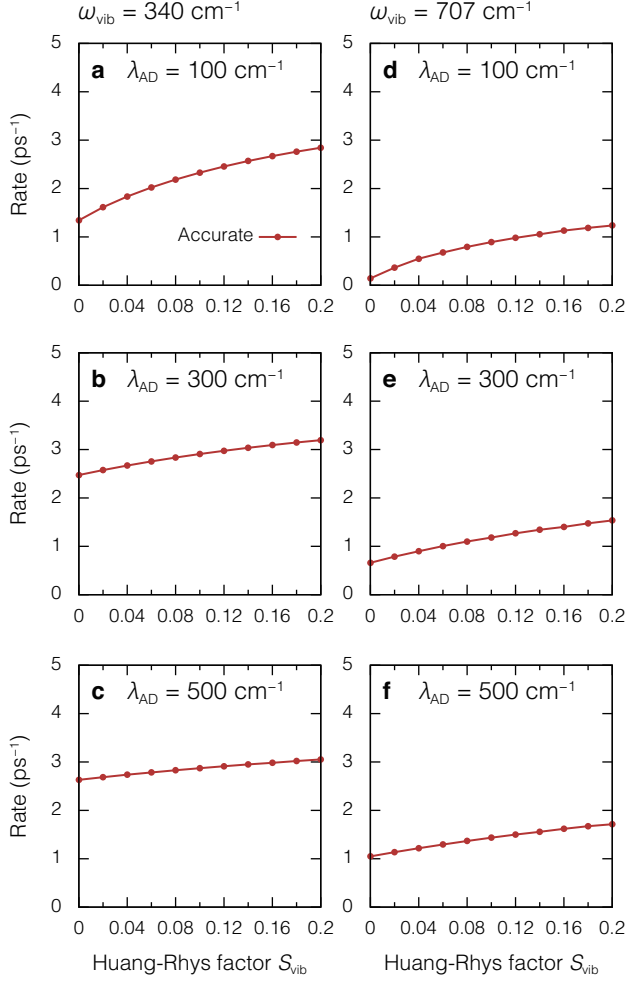 ω_vib = 340 cm⁻¹
ω_vib = 707 cm⁻¹
a λ_AD = 100 cm⁻¹
Rate (ps⁻¹)
5
4
3
2
1
0
Accurate
0 0.04 0.08 0.12 0.16 0.2
d λ_AD = 100 cm⁻¹
5
4
3
2
1
0
0 0.04 0.08 0.12 0.16 0.2
b λ_AD = 300 cm⁻¹
Rate (ps⁻¹)
5
4
3
2
1
0
0 0.04 0.08 0.12 0.16 0.2
e λ_AD = 300 cm⁻¹
5
4
3
2
1
0
0 0.04 0.08 0.12 0.16 0.2
c λ_AD = 500 cm⁻¹
Rate (ps⁻¹)
5
4
3
2
1
0
0 0.04 0.08 0.12 0.16 0.2
Huang-Rhys factor S_vib
f λ_AD = 500 cm⁻¹
5
4
3
2
1
0
0 0.04 0.08 0.12 0.16 0.2
Huang-Rhys factor S_vib